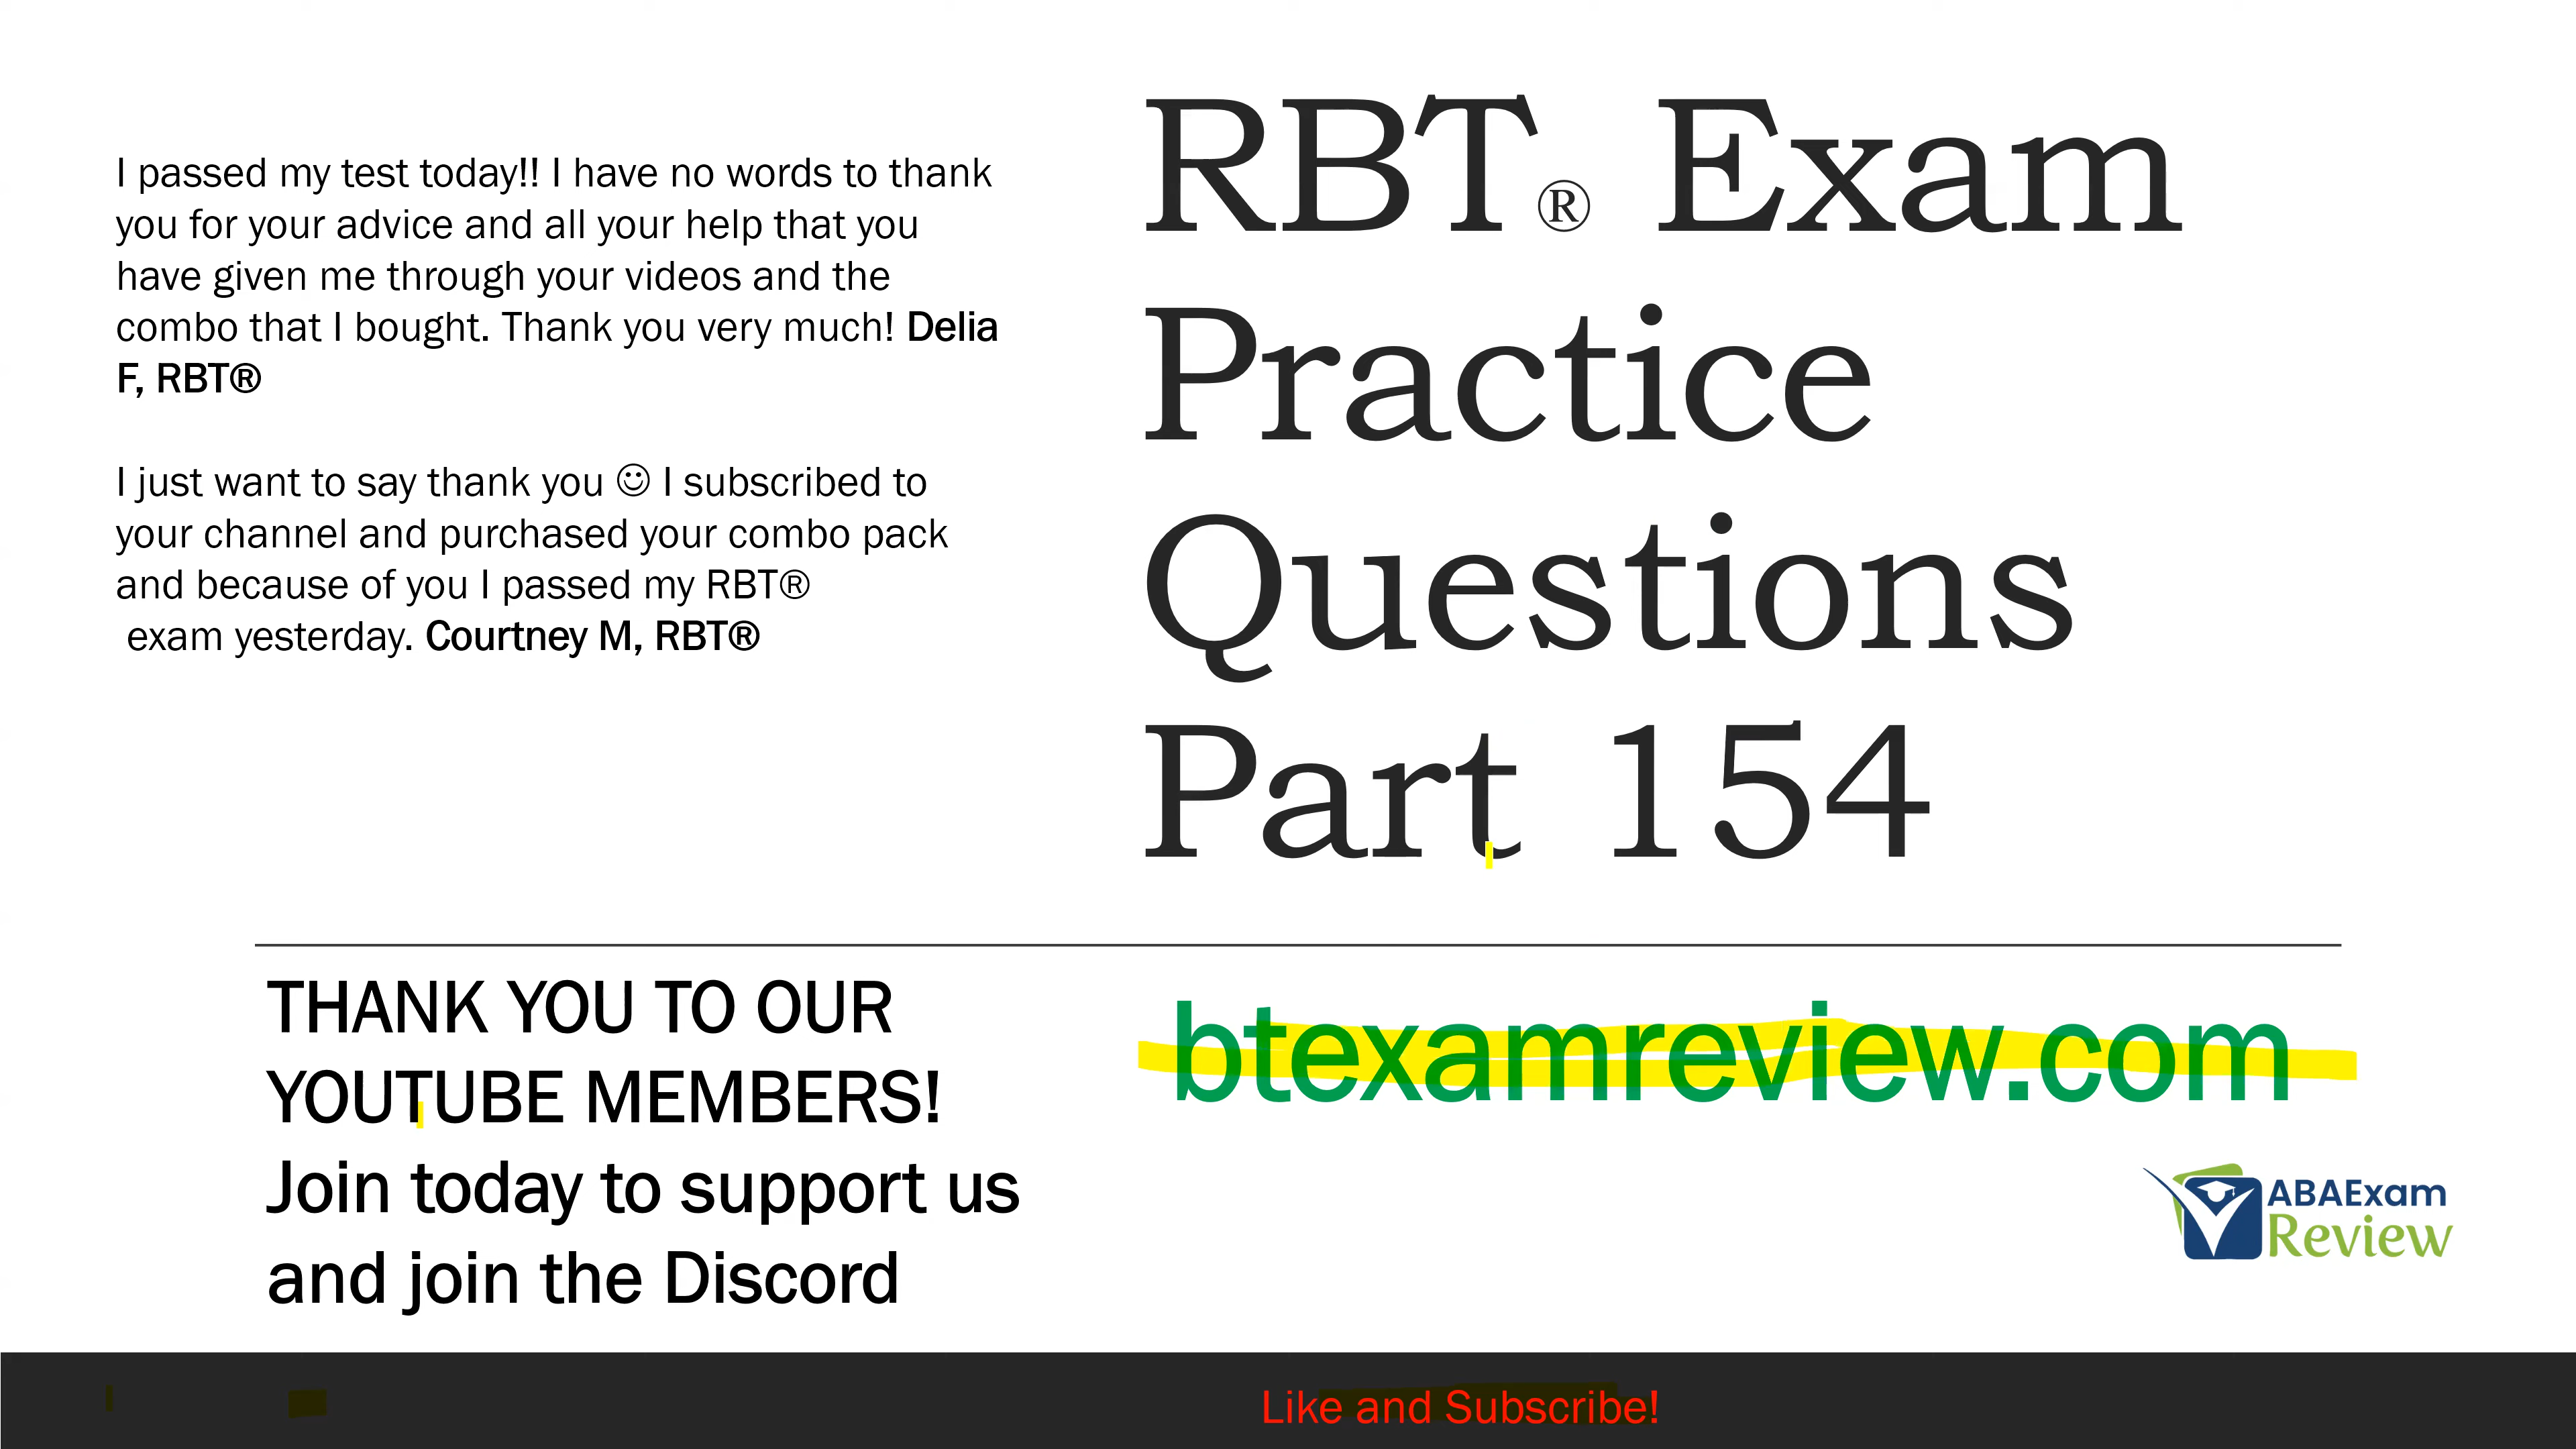 I passed my test today!! I have no words to thank
you for your advice and all your help that you
have given me through your videos and the
combo that I bought. Thank you very much! Delia
F, RBT®
I just want to say thank you ☺ I subscribed to
your channel and purchased your combo pack
and because of you I passed my RBT®
exam yesterday. Courtney M, RBT®
RBT® Exam
Practice
Questions
Part 154
THANK YOU TO OUR
YOUTUBE MEMBERS!
Join today to support us
and join the Discord
btexamreview.com
ABAExam
Review
Like and Subscribe!